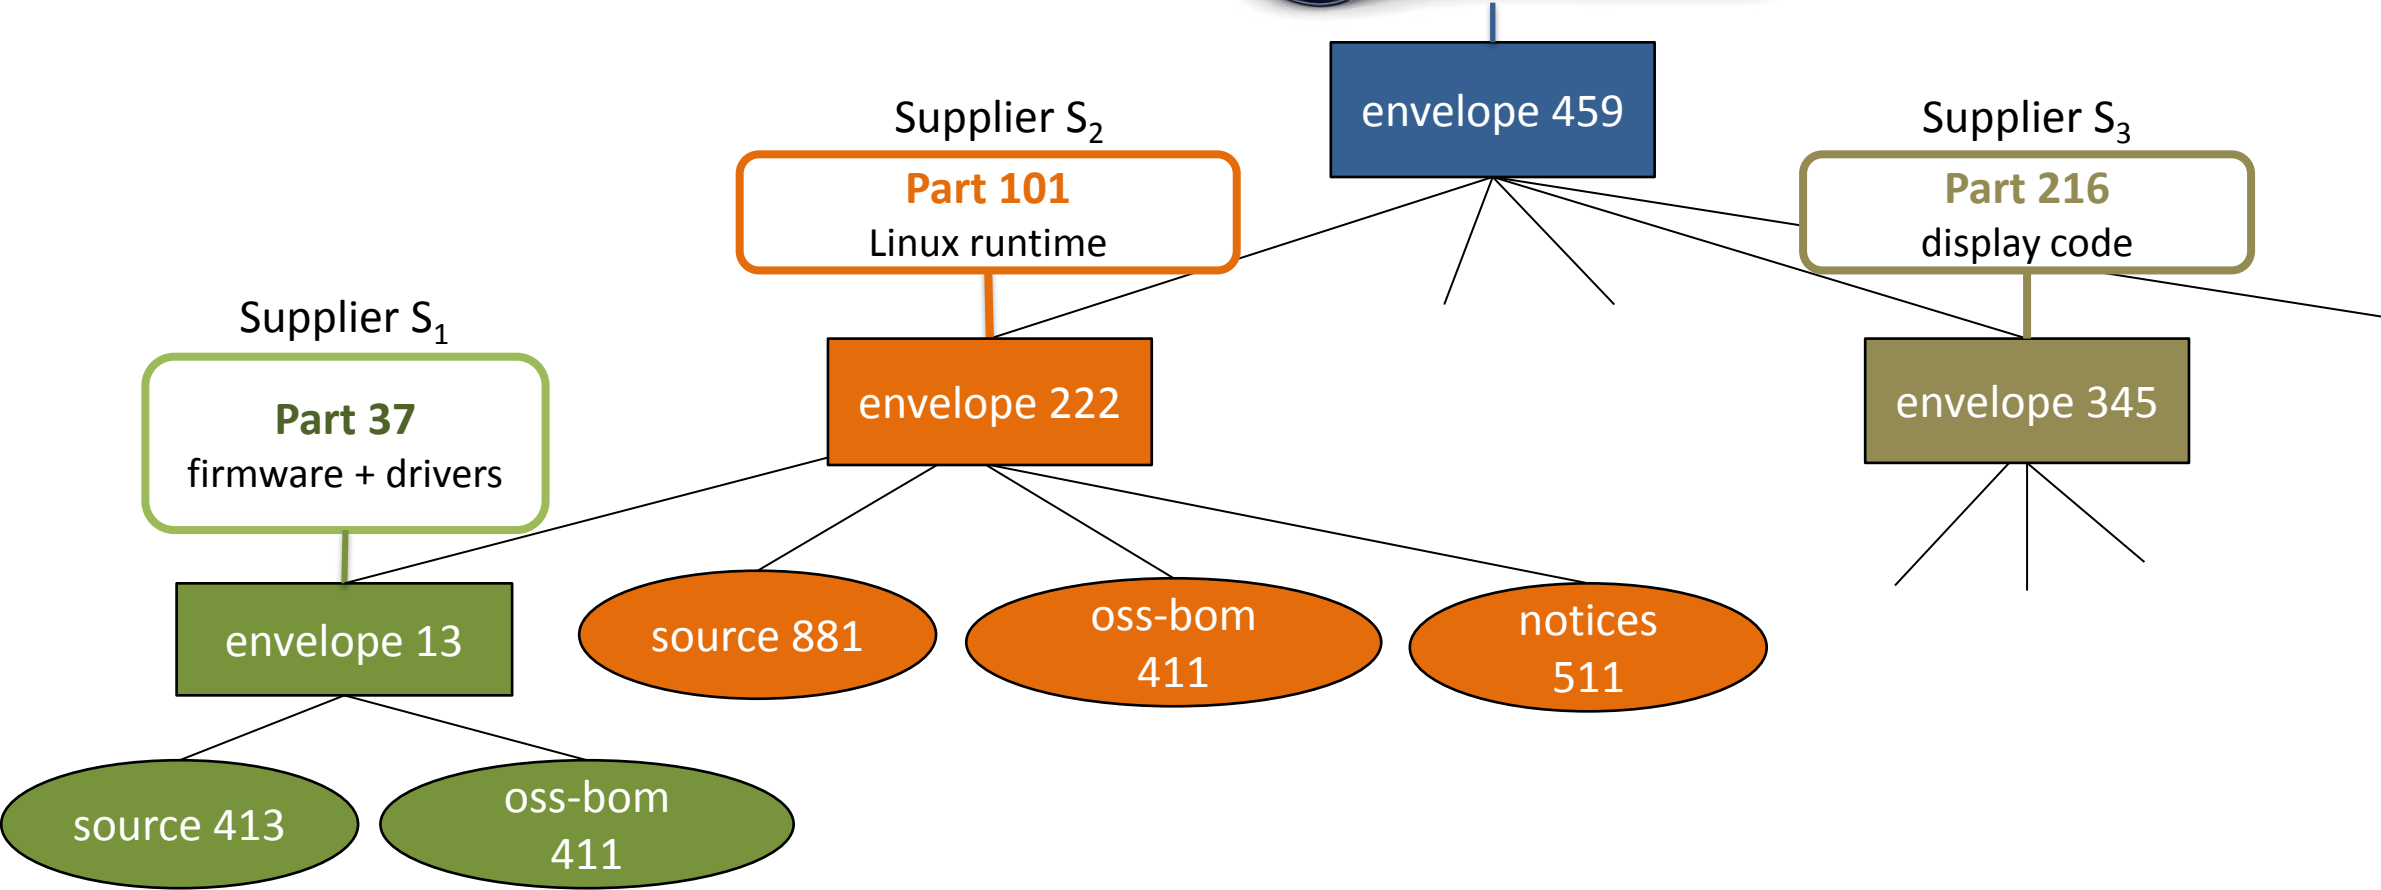 envelope 459
Supplier S₂
Part 101
Linux runtime
Supplier S₃
Part 216
display code
Supplier S₁
Part 37
firmware + drivers
envelope 222
envelope 345
envelope 13
source 881
oss-bom
411
notices
511
source 413
oss-bom
411